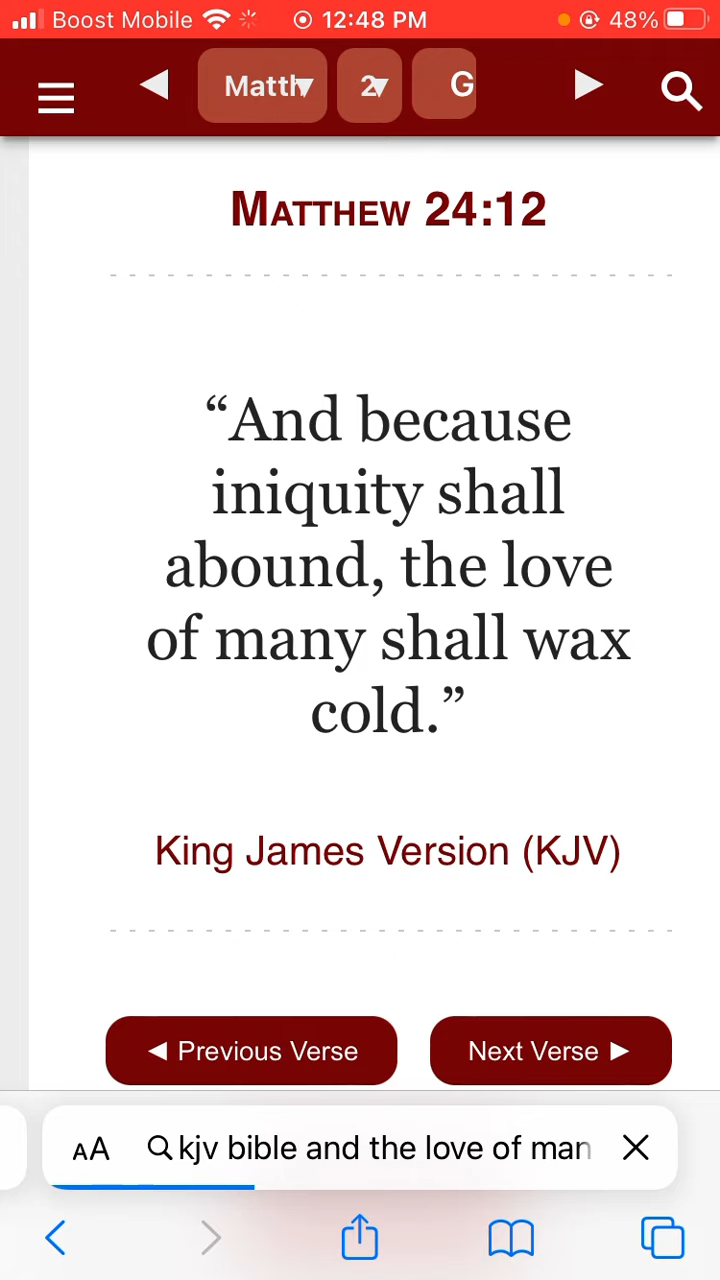 Boost Mobile 12:48 PM 48%
Matth 2 G
MATTHEW 24:12
“And because
iniquity shall
abound, the love
of many shall wax
cold.”
King James Version (KJV)
◄ Previous Verse Next Verse ►
AA kjv bible and the love of man